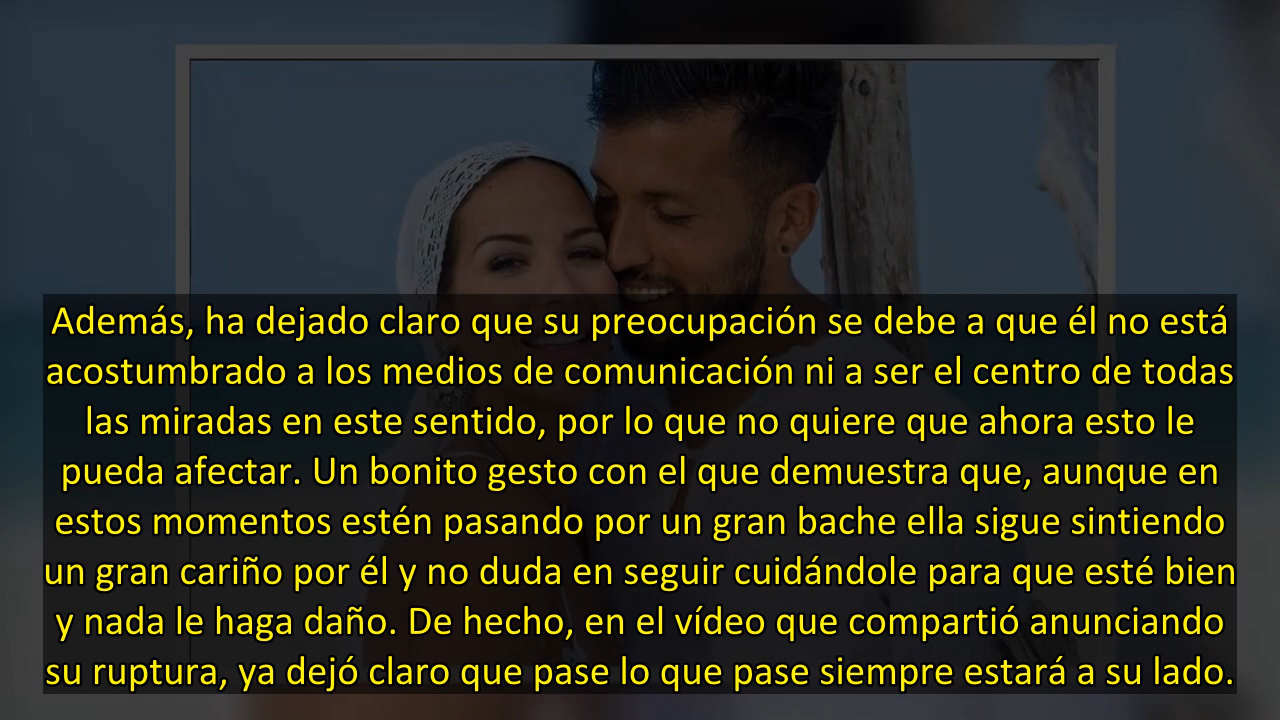 Además, ha dejado claro que su preocupación se debe a que él no está
acostumbrado a los medios de comunicación ni a ser el centro de todas
las miradas en este sentido, por lo que no quiere que ahora esto le
pueda afectar. Un bonito gesto con el que demuestra que, aunque en
estos momentos estén pasando por un gran bache ella sigue sintiendo
un gran cariño por él y no duda en seguir cuidándole para que esté bien
y nada le haga daño. De hecho, en el vídeo que compartió anunciando
su ruptura, ya dejó claro que pase lo que pase siempre estará a su lado.